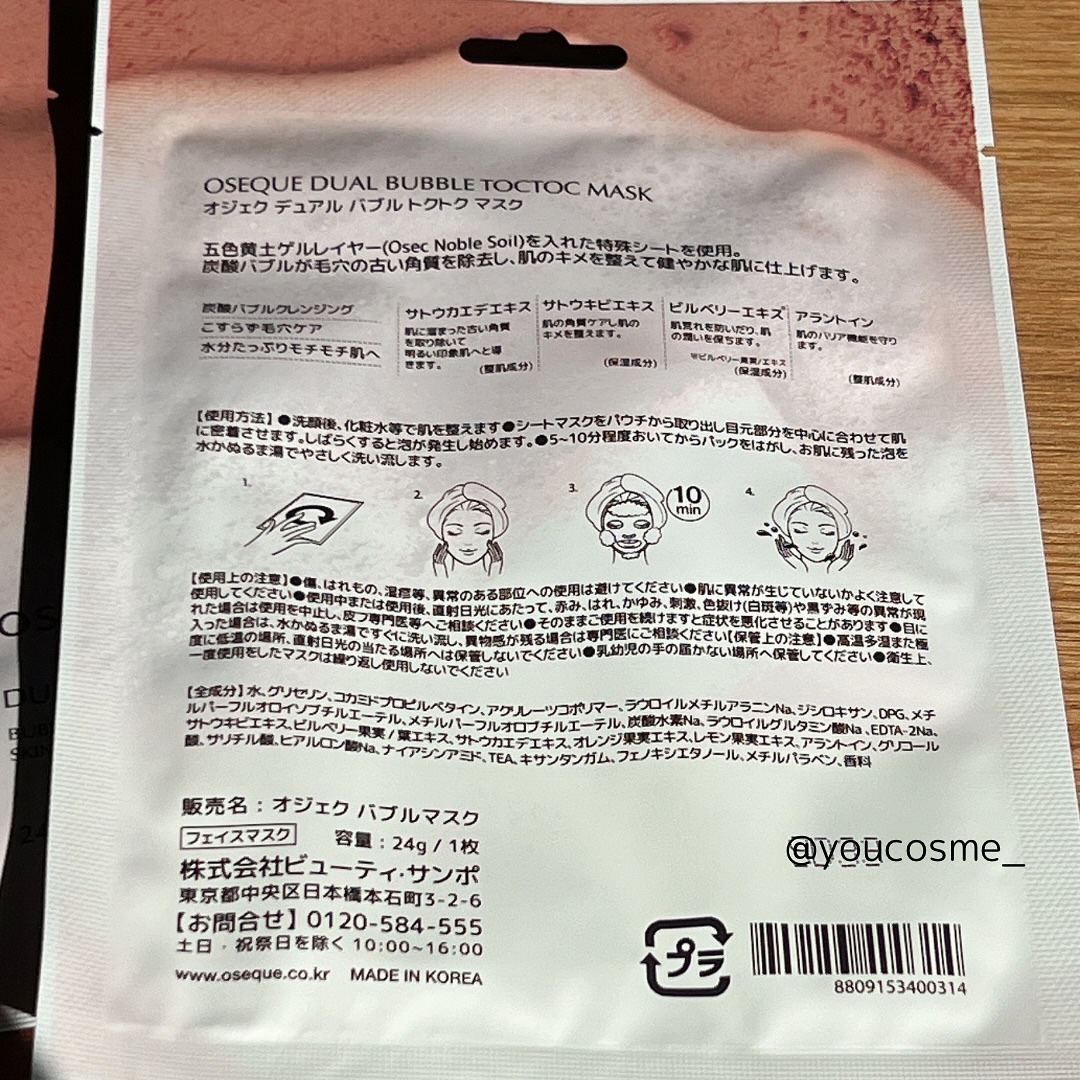 OSEQUE DUAL BUBBLE TOCTOC MASK
オジェク デュアル バブル トクトク マスク
五色黄土ゲルレイヤー(Osec Noble Soil)を入れた特殊シートを使用。
炭酸バブルが毛穴の古い角質を除去し、肌のキメを整えて健やかな肌に仕上げます。
炭酸バブルクレンジング
こすらず毛穴ケア
水分たっぷりモチモチ肌へ
サトウカエデエキス
肌に溜まった古い角質
を取り除いて
明るい印象肌へと導
きます。
(整肌成分)
サトウキビエキス
肌の角質ケアし肌の
キメを整えます。
(保湿成分)
ビルベリーエキズ
肌荒れを防いだり、肌
の潤いを保ちます。
※ビルベリー果実/エキス
(保湿成分)
アラントイン
肌のバリア機能を守り
ます。
(整肌成分)
【使用方法】●洗顔後、化粧水等で肌を整えます●シートマスクをパウチから取り出し目元部分を中心に合わせて肌
に密着させます。しばらくすると泡が発生し始めます。●5~10分程度おいてからパックをはがし、お肌に残った泡を
水かぬるま湯でやさしく洗い流します。
1.
2.
3.
10
min
4.
【使用上の注意】●傷、はれもの、湿疹等、異常のある部位への使用は避けてください●肌に異常が生じていないかよく注意して
使用してください●使用中または使用後、直射日光にあたって、赤み、はれ、かゆみ、刺激、色抜け(白斑等)や黒ずみ等の異常が現
れた場合は使用を中止し、皮フ専門医等へご相談ください●そのままご使用を続けますと症状を悪化させることがあります●目に
入った場合は、水かぬるま湯ですぐに洗い流し、異物感が残る場合は専門医にご相談ください【保管上の注意】●高温多湿また極
度に低温の場所、直射日光の当たる場所へは保管しないでください●乳幼児の手の届かない場所へ保管してください●衛生上、
一度使用をしたマスクは繰り返し使用しないでください
【全成分】水、グリセリン、コカミドプロピルベタイン、アクリレーツコポリマー、ラウロイルメチルアラニンNa、ジシロキサン、DPG、メチ
ルパーフルオロイソブチルエーテル、メチルパーフルオロブチルエーテル、炭酸水素Na、ラウロイルグルタミン酸Na、EDTA-2Na、
サトウキビエキス、ビルベリー果実/葉エキス、サトウカエデエキス、オレンジ果実エキス、レモン果実エキス、アラントイン、グリコール
酸、サリチル酸、ヒアルロン酸Na、ナイアシンアミド、TEA、キサンタンガム、フェノキシエタノール、メチルパラベン、香料
販売名:オジェク バブルマスク
フェイスマスク 容量:24g / 1枚
株式会社ビューティ・サンポ
東京都中央区日本橋本石町3-2-6
【お問合せ】0120-584-555
土日・祝祭日を除く 10:00~16:00
www.oseque.co.kr MADE IN KOREA
@youcosme_
プラ
8809153400314
OS
DU
BUB
SKIN
24